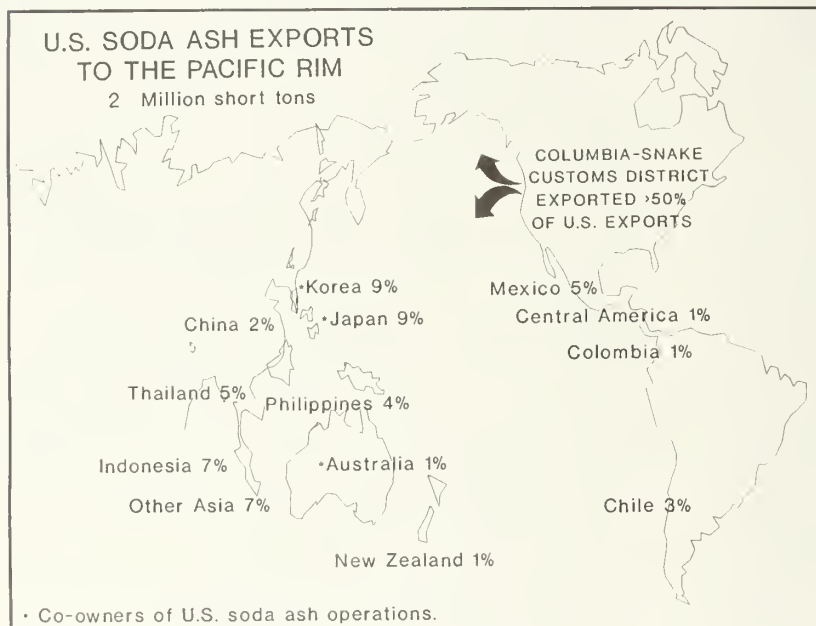 U.S. SODA ASH EXPORTS
TO THE PACIFIC RIM
2 Million short tons
COLUMBIA-SNAKE
CUSTOMS DISTRICT
EXPORTED >50%
OF U.S. EXPORTS
*Korea 9%
Mexico 5%
China 2%
*Japan 9%
Central America 1%
Colombia 1%
Thailand 5%
Philippines 4%
Indonesia 7%
*Australia 1%
Other Asia 7%
Chile 3%
New Zealand 1%
* Co-owners of U.S. soda ash operations.